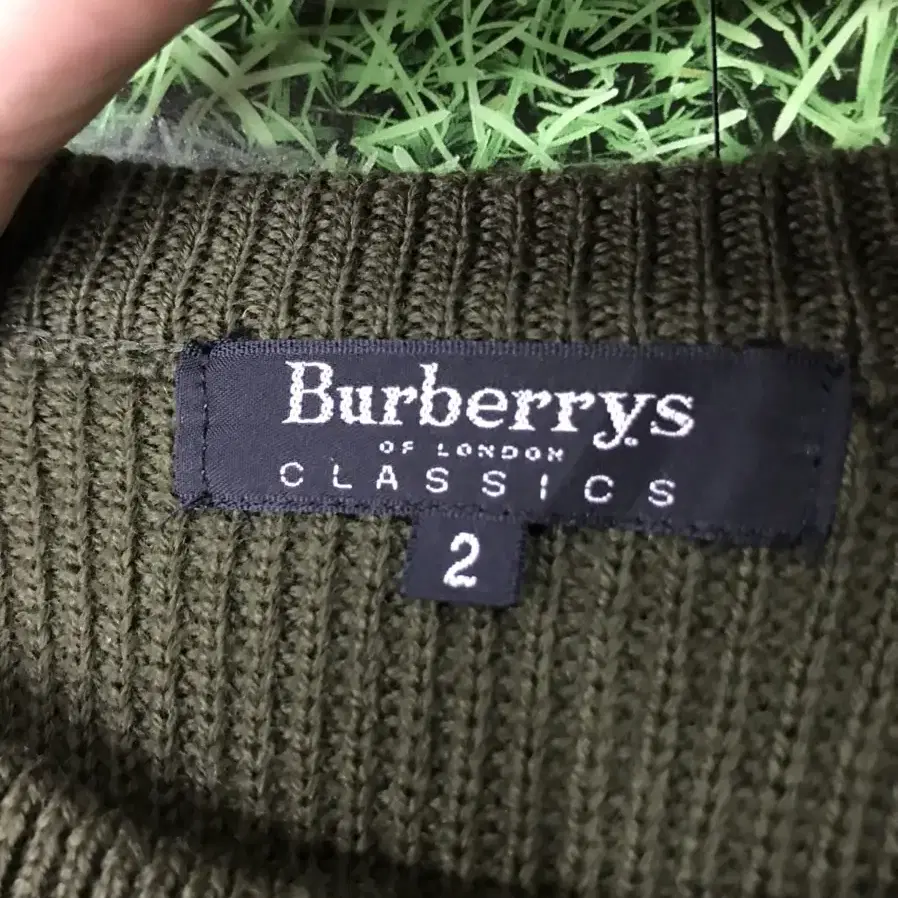 Burberrys
OF LONDON
CLASSICS
2